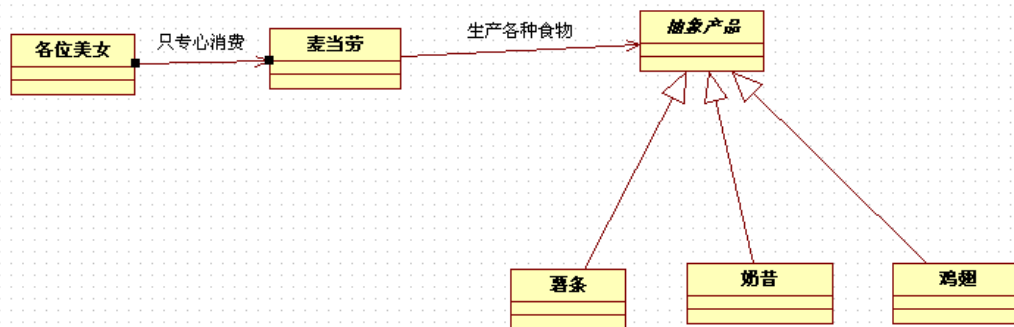 各位美女
只专心消费
麦当劳
生产各种食物
抽象产品
薯条
奶昔
鸡翅